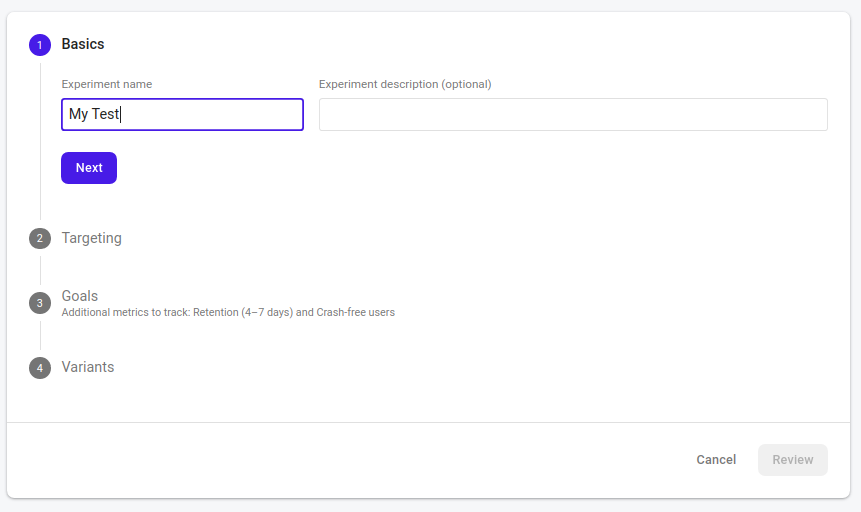 1 Basics
Experiment name
Experiment description (optional)
My Test
Next
2 Targeting
3 Goals
Additional metrics to track: Retention (4–7 days) and Crash-free users
4 Variants
Cancel
Review